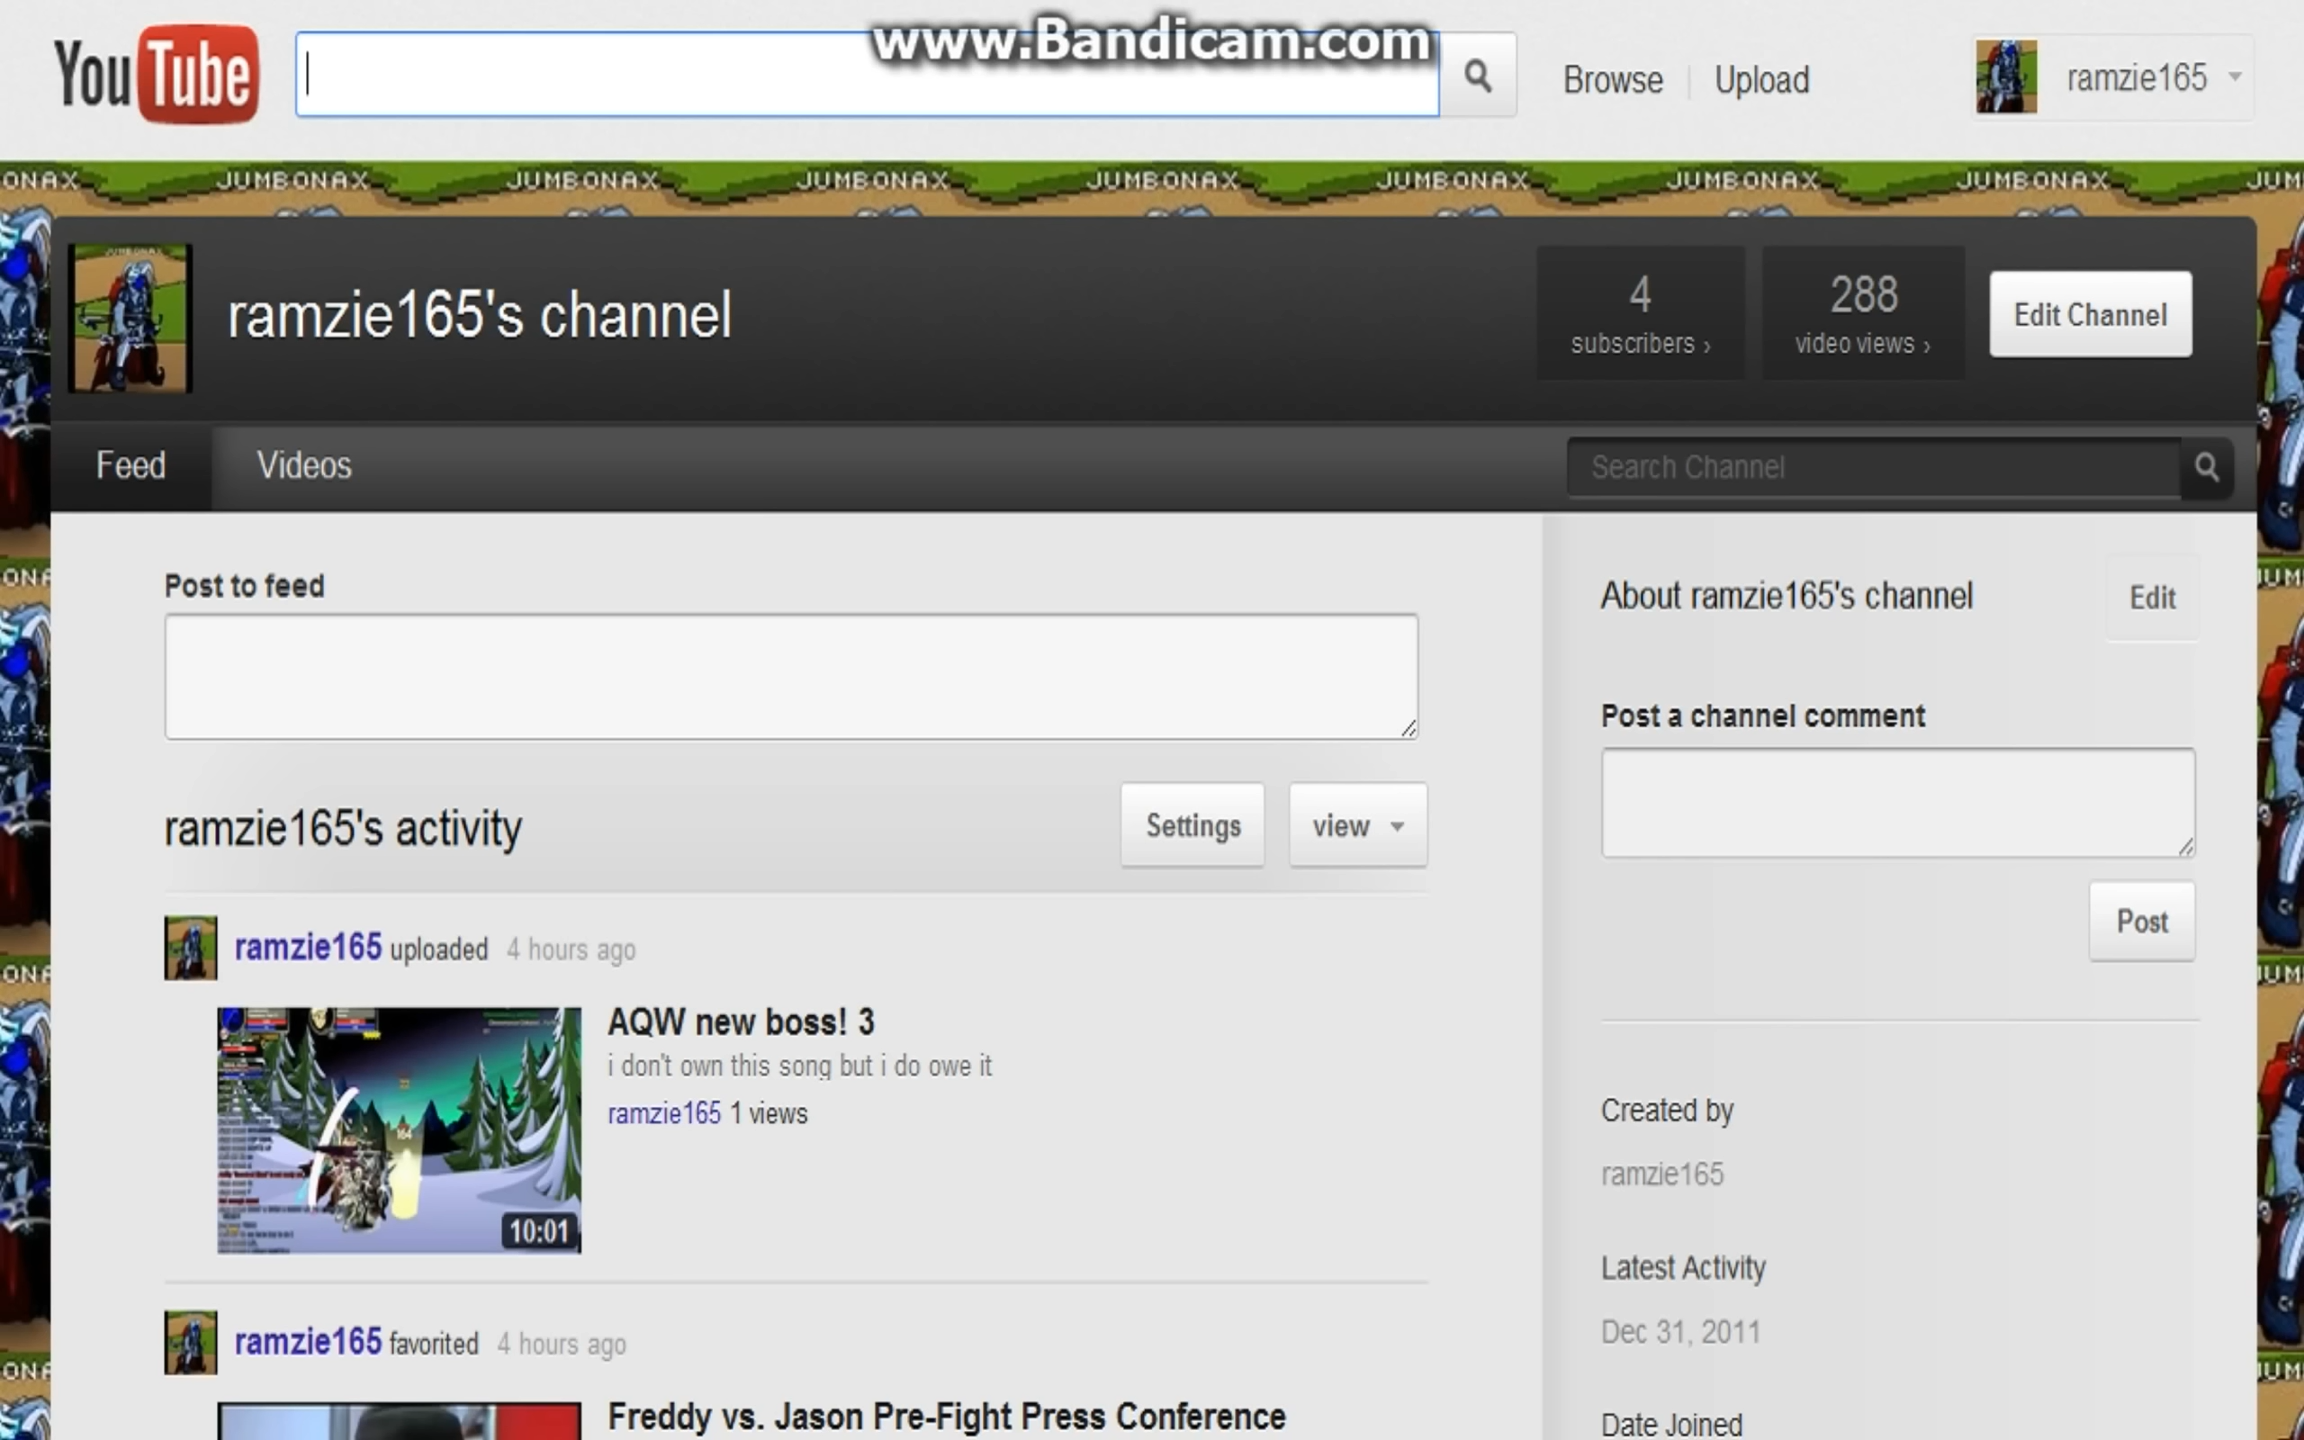 YouTube
www.Bandicam.com
Browse
Upload
ramzie165
JUMBONAX JUMBONAX JUMBONAX JUMBONAX JUMBONAX JUMBONAX JUMBONAX
ramzie165's channel
4
subscribers ›
288
video views ›
Edit Channel
Feed
Videos
Search Channel
Post to feed
About ramzie165's channel
Edit
Post a channel comment
ramzie165's activity
Settings
view
Post
ramzie165 uploaded 4 hours ago
AQW new boss! 3
i don't own this song but i do owe it
ramzie165 1 views
10:01
Created by
ramzie165
Latest Activity
Dec 31, 2011
ramzie165 favorited 4 hours ago
Freddy vs. Jason Pre-Fight Press Conference
Date Joined